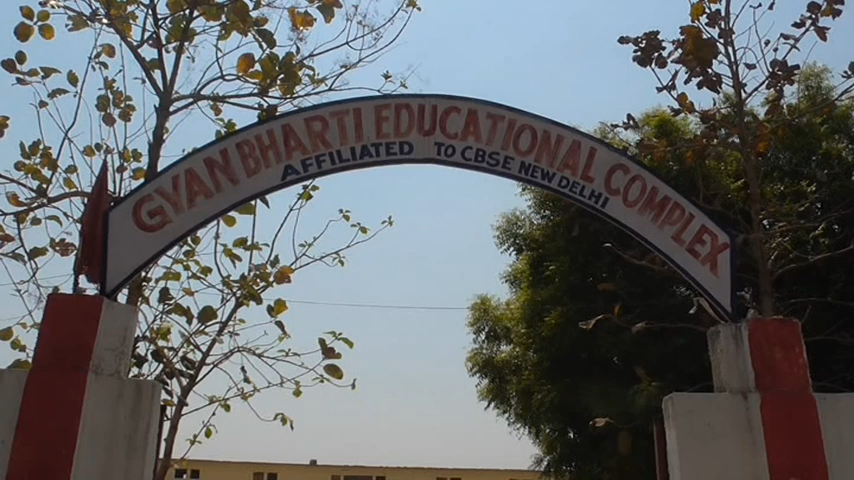 GYAN BHARTI EDUCATIONAL COMPLEX
AFFILIATED TO CBSE NEW DELHI